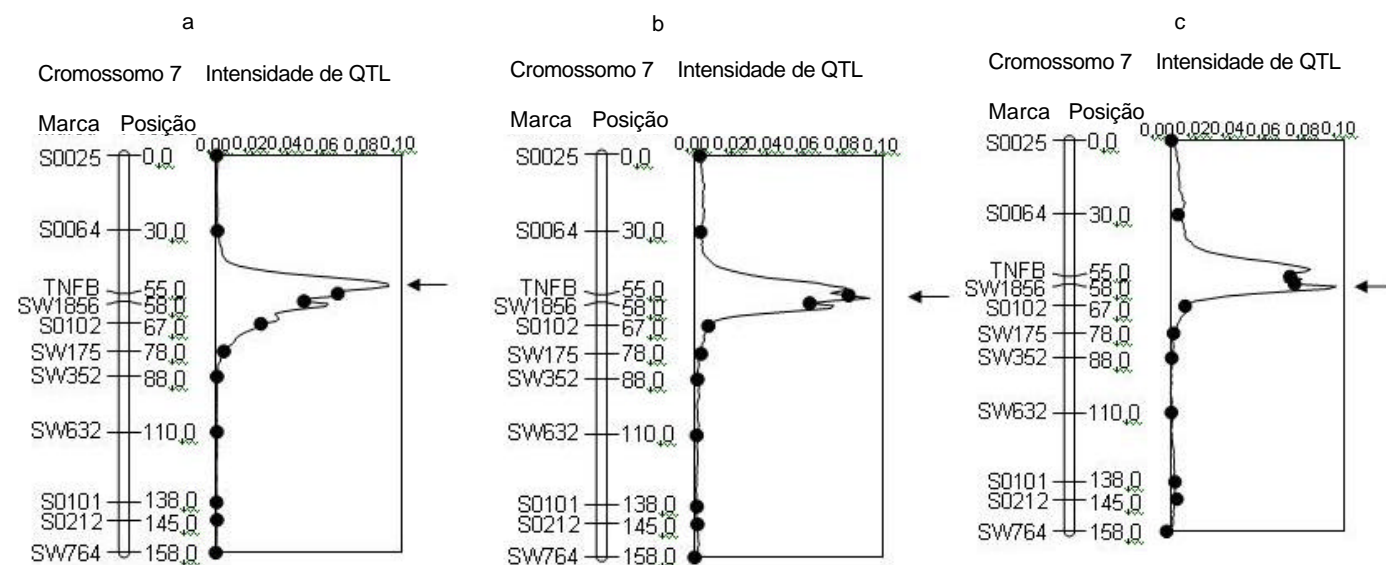 a
Cromossomo 7 Intensidade de QTL
Marca Posição
0,00 0,02 0,04 0,06 0,08 0,10
S0025 0,0
S0064 30,0
TNFB 55,0
SW1856 58,0
S0102 67,0
SW175 78,0
SW352 88,0
SW632 110,0
S0101 138,0
S0212 145,0
SW764 158,0
b
Cromossomo 7 Intensidade de QTL
Marca Posição
0,00 0,02 0,04 0,06 0,08 0,10
S0025 0,0
S0064 30,0
TNFB 55,0
SW1856 58,0
S0102 67,0
SW175 78,0
SW352 88,0
SW632 110,0
S0101 138,0
S0212 145,0
SW764 158,0
c
Cromossomo 7 Intensidade de QTL
Marca Posição
0,00 0,02 0,04 0,06 0,08 0,10
S0025 0,0
S0064 30,0
TNFB 55,0
SW1856 58,0
S0102 67,0
SW175 78,0
SW352 88,0
SW632 110,0
S0101 138,0
S0212 145,0
SW764 158,0